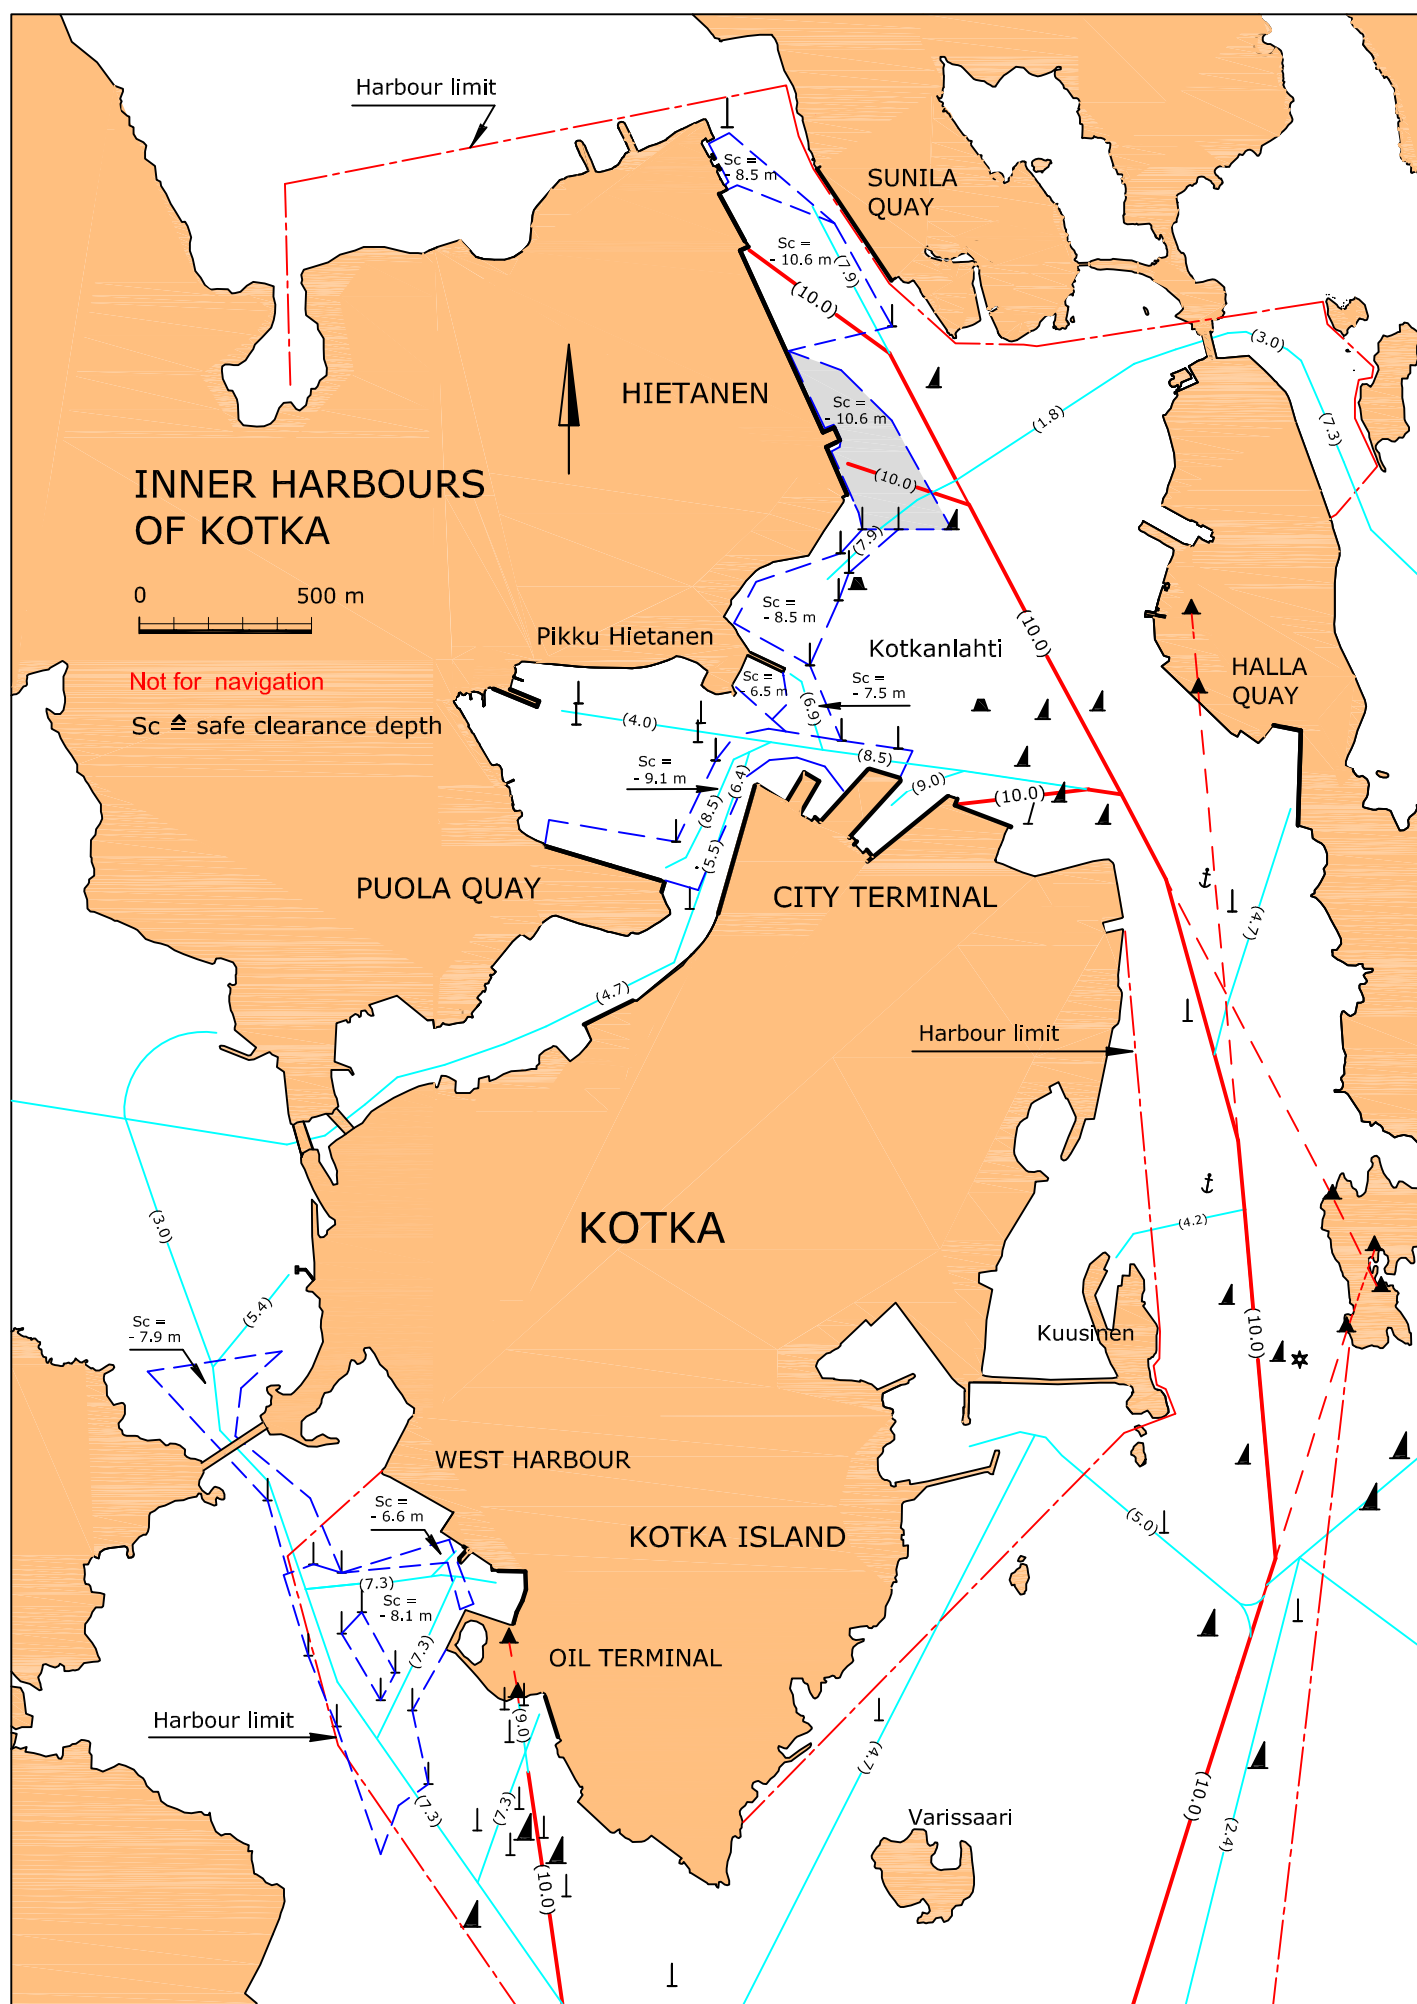 Harbour limit
Sc =
- 8.5 m
SUNILA
QUAY
Sc =
- 10.6 m
(7.9)
(10.0)
(3.0)
HIETANEN
Sc =
- 10.6 m
(1.8)
(7.3)
INNER HARBOURS
OF KOTKA
(10.0)
(7.9)
0
500 m
Sc =
- 8.5 m
(10.0)
Pikku Hietanen
Kotkanlahti
HALLA
QUAY
Not for navigation
Sc ≙ safe clearance depth
Sc =
- 6.5 m
Sc =
- 7.5 m
(6.9)
(4.0)
(8.5)
Sc =
- 9.1 m
(6.4)
(9.0)
(10.0)
(8.5)
(5.5)
PUOLA QUAY
CITY TERMINAL
(4.7)
(4.7)
Harbour limit
KOTKA
(3.0)
(4.2)
(5.4)
Sc =
- 7.9 m
Kuusinen
(10.0)
WEST HARBOUR
Sc =
- 6.6 m
KOTKA ISLAND
(5.0)
(7.3)
Sc =
- 8.1 m
(7.3)
OIL TERMINAL
Harbour limit
(9.0)
(4.7)
(10.0)
(7.3)
(7.3)
Varissaari
(2.4)
(10.0)